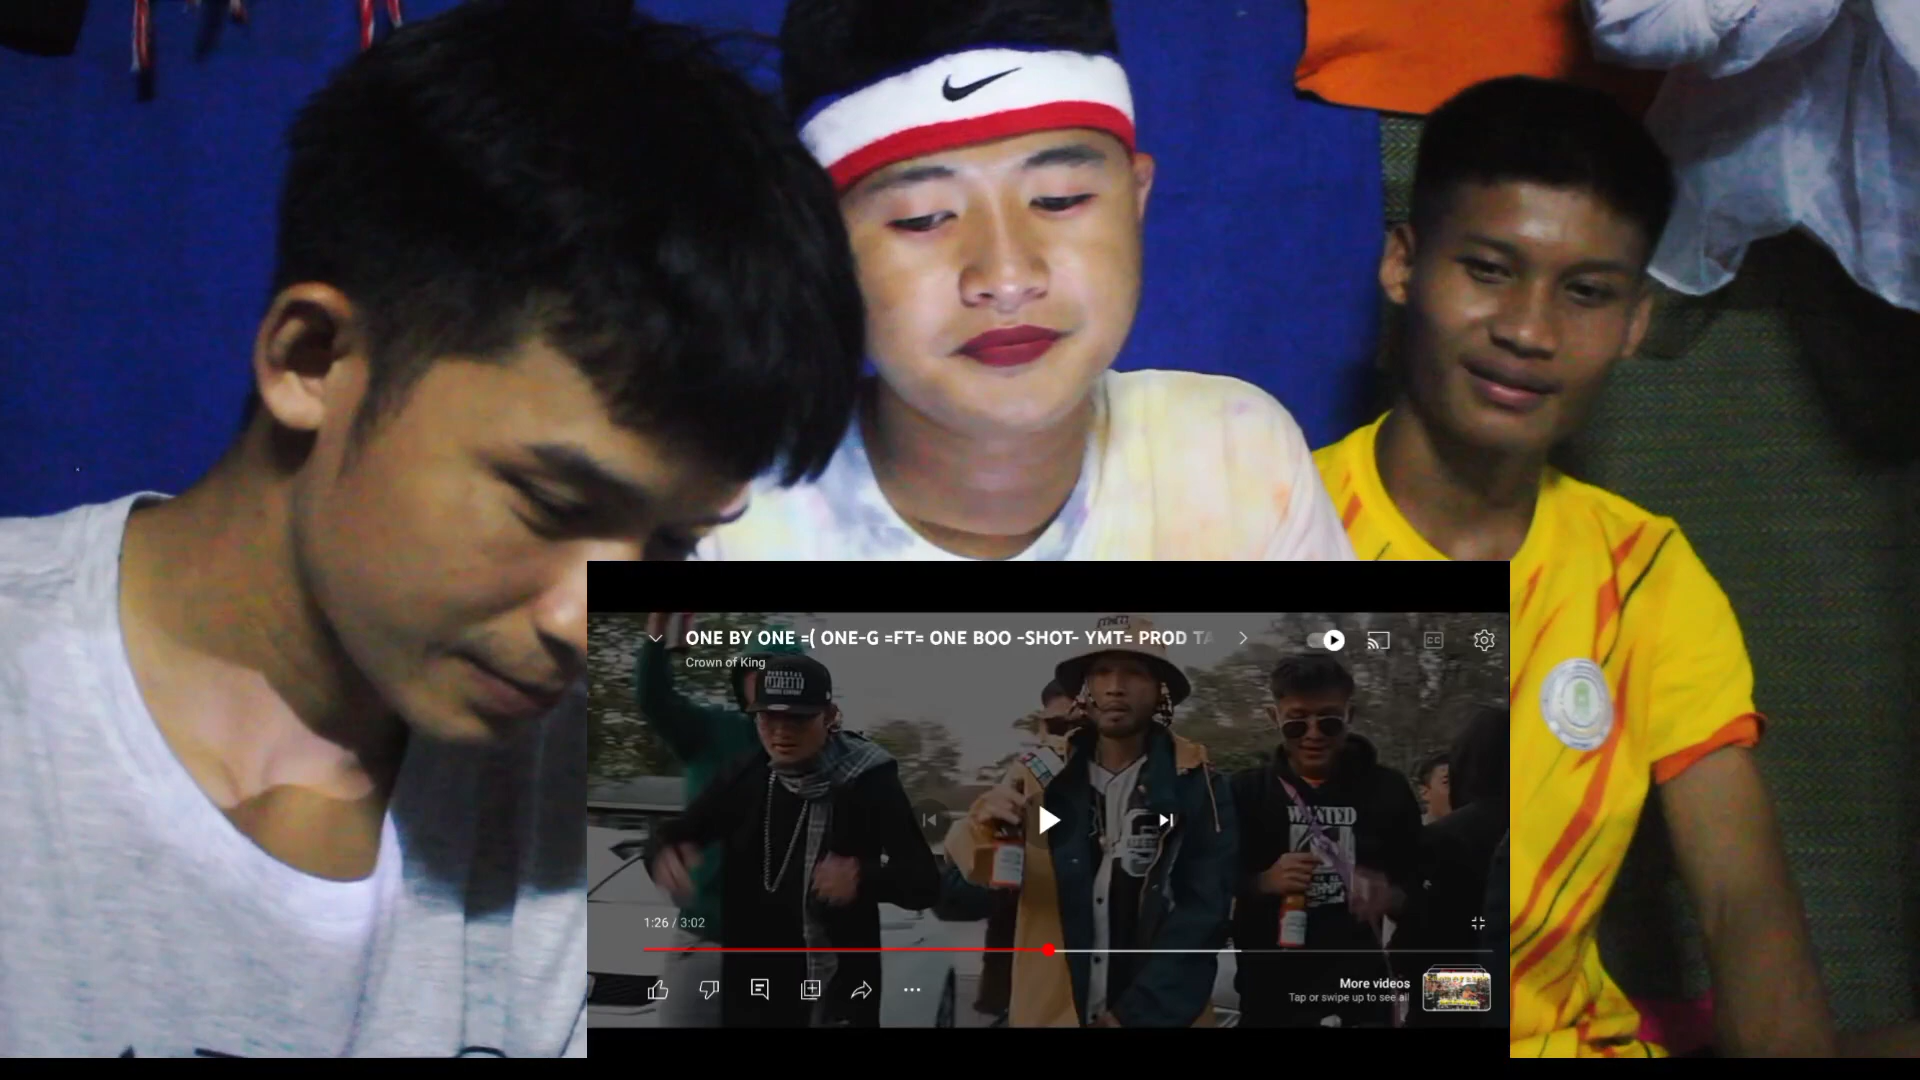 ONE BY ONE =( ONE-G =FT= ONE BOO -SHOT- YMT= PROD TA
Crown of King
CC
WANTED
1:26 / 3:02
More videos
Tap or swipe up to see all